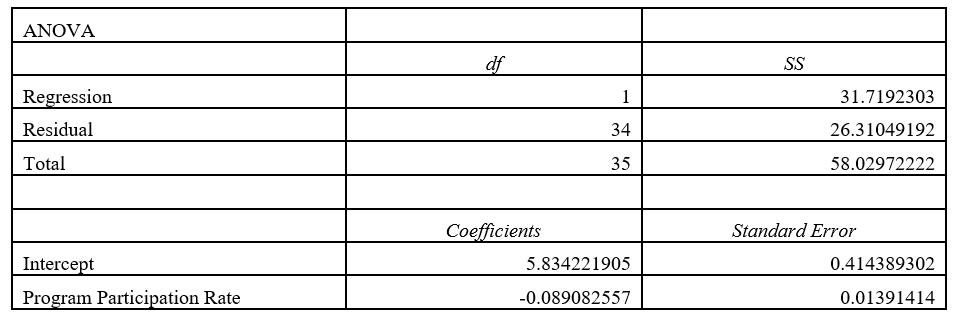 ANOVA
df SS
Regression 1 31.7192303
Residual 34 26.31049192
Total 35 58.02972222
Coefficients Standard Error
Intercept 5.834221905 0.414389302
Program Participation Rate -0.089082557 0.01391414